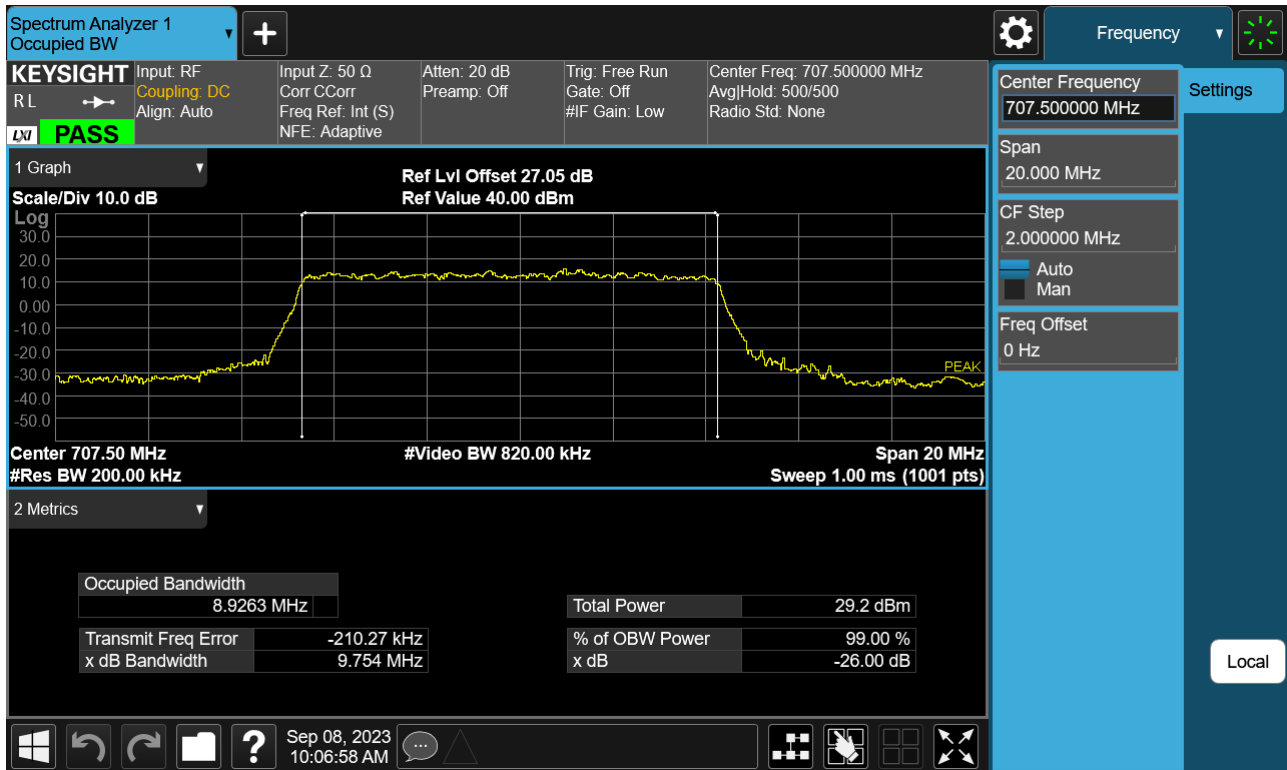 Spectrum Analyzer 1
Occupied BW
Frequency
KEYSIGHT
R L
LXI PASS
Input: RF
Coupling: DC
Align: Auto
Input Z: 50 Ω
Corr CCorr
Freq Ref: Int (S)
NFE: Adaptive
Atten: 20 dB
Preamp: Off
Trig: Free Run
Gate: Off
#IF Gain: Low
Center Freq: 707.500000 MHz
Avg|Hold: 500/500
Radio Std: None
1 Graph
Scale/Div 10.0 dB
Ref Lvl Offset 27.05 dB
Ref Value 40.00 dBm
Log
30.0
20.0
10.0
0.00
-10.0
-20.0
-30.0
-40.0
-50.0
PEAK
Center 707.50 MHz
#Video BW 820.00 kHz
Span 20 MHz
#Res BW 200.00 kHz
Sweep 1.00 ms (1001 pts)
2 Metrics
Occupied Bandwidth
8.9263 MHz
Transmit Freq Error -210.27 kHz
x dB Bandwidth 9.754 MHz
Total Power 29.2 dBm
% of OBW Power 99.00 %
x dB -26.00 dB
Center Frequency
707.500000 MHz
Span
20.000 MHz
CF Step
2.000000 MHz
Auto
Man
Freq Offset
0 Hz
Settings
Local
?
Sep 08, 2023
10:06:58 AM